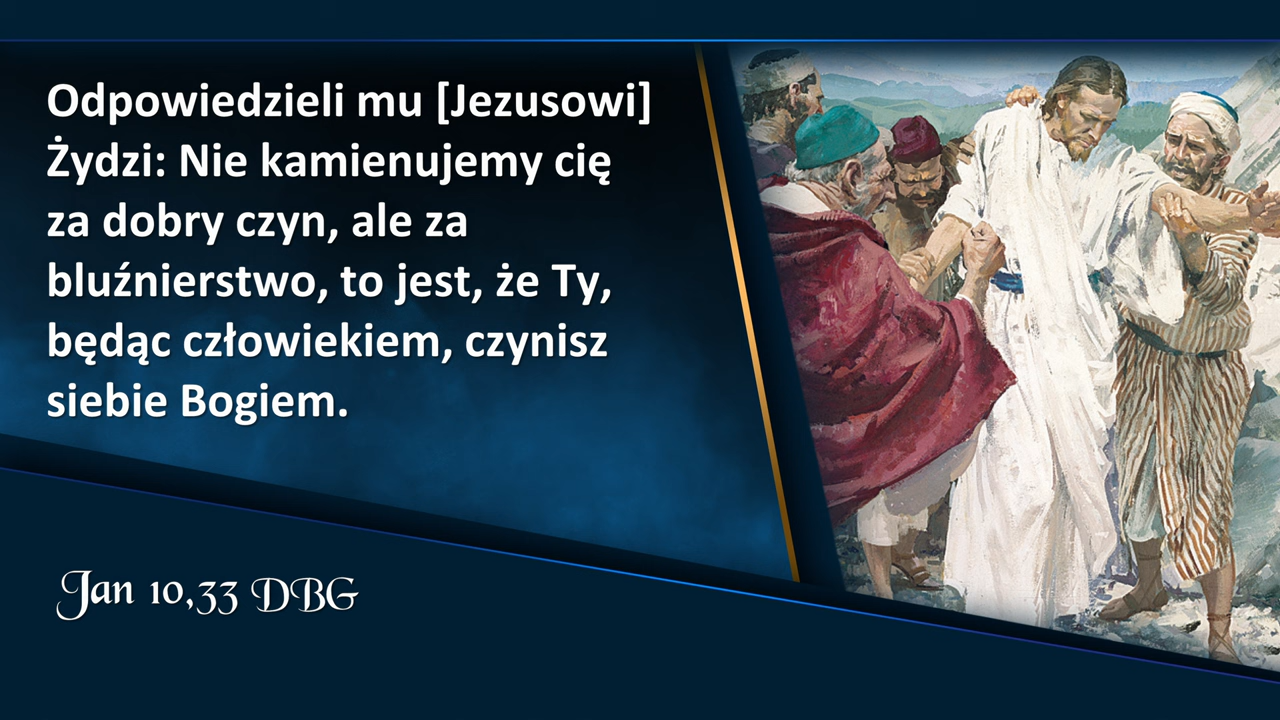 Odpowiedzieli mu [Jezusowi]
Żydzi: Nie kamienujemy cię
za dobry czyn, ale za
bluźnierstwo, to jest, że Ty,
będąc człowiekiem, czynisz
siebie Bogiem.
Jan 10,33 DBG